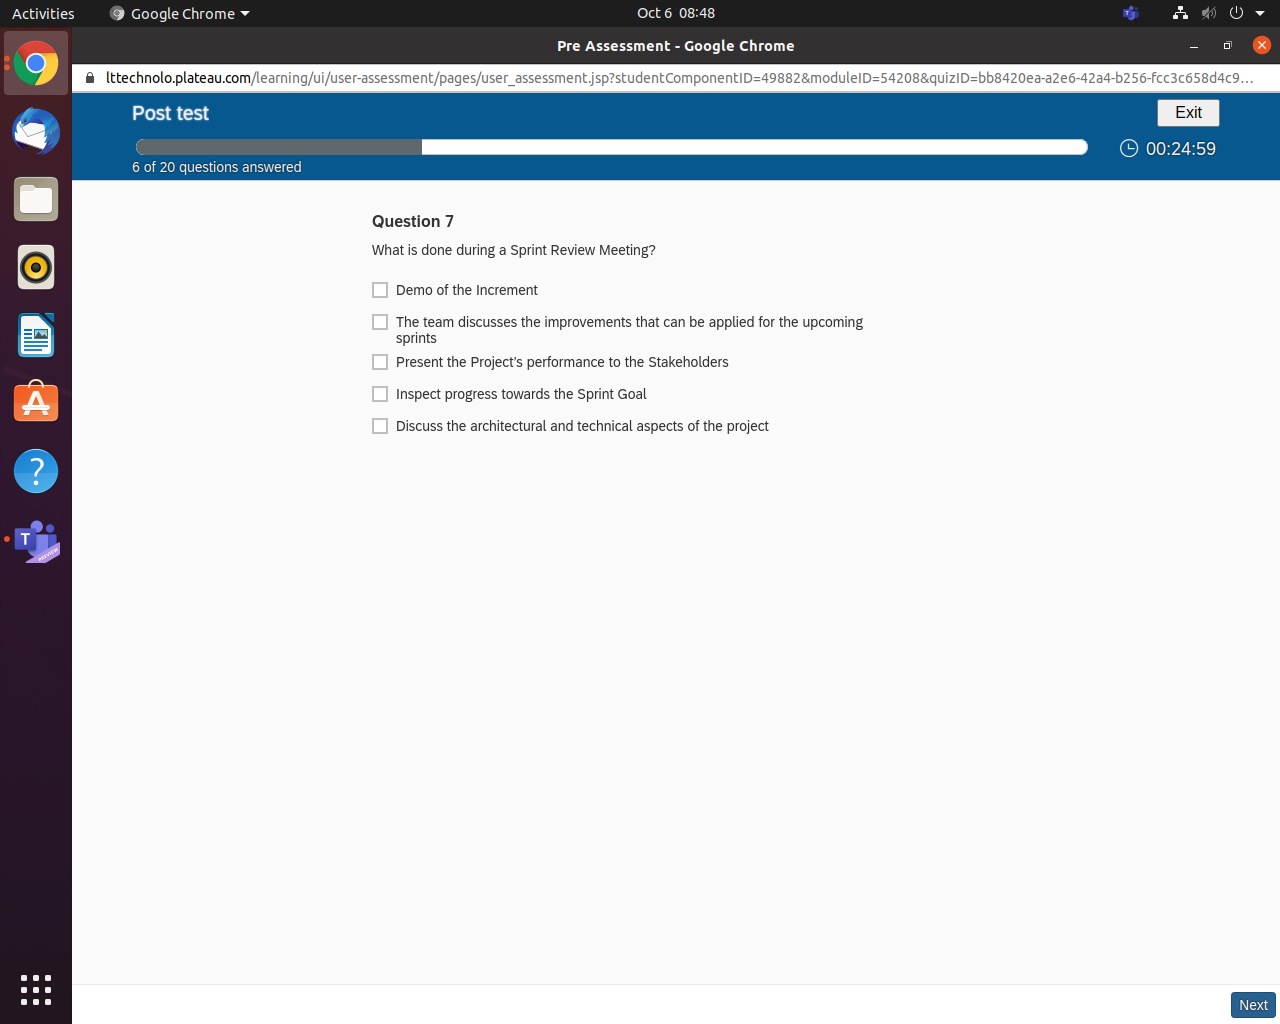 Activities
Google Chrome
Oct 6 08:48
Pre Assessment - Google Chrome
lttechnolo.plateau.com/learning/ui/user-assessment/pages/user_assessment.jsp?studentComponentID=49882&moduleID=54208&quizID=bb8420ea-a2e6-42a4-b256-fcc3c658d4c9...
Post test
Exit
00:24:59
6 of 20 questions answered
Question 7
What is done during a Sprint Review Meeting?
Demo of the Increment
The team discusses the improvements that can be applied for the upcoming
sprints
Present the Project's performance to the Stakeholders
Inspect progress towards the Sprint Goal
Discuss the architectural and technical aspects of the project
?
T
PREVIEW
Next